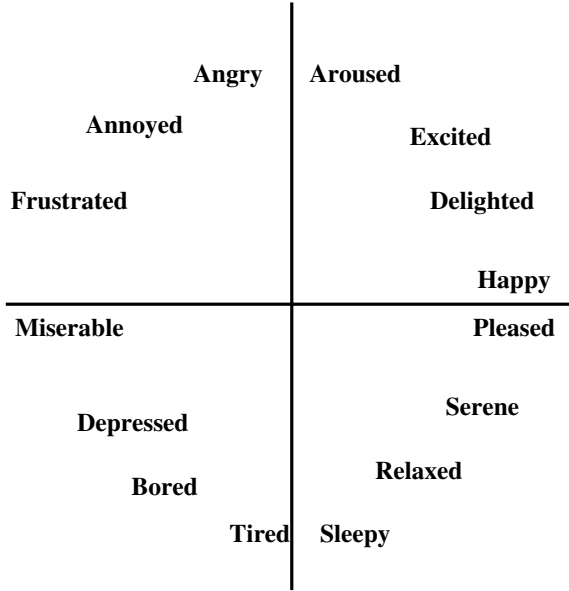 Angry
Aroused
Annoyed
Excited
Frustrated
Delighted
Happy
Miserable
Pleased
Serene
Depressed
Relaxed
Bored
Tired
Sleepy